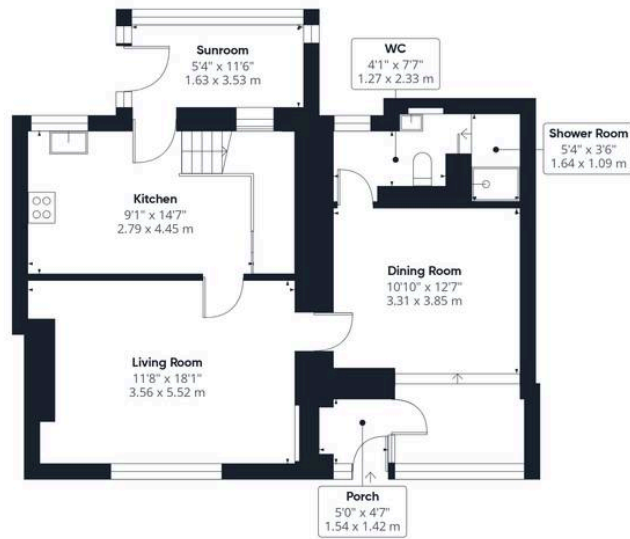 Sunroom
5'4" x 11'6"
1.63 x 3.53 m
WC
4'1" x 7'7"
1.27 x 2.33 m
Shower Room
5'4" x 3'6"
1.64 x 1.09 m
Kitchen
9'1" x 14'7"
2.79 x 4.45 m
Dining Room
10'10" x 12'7"
3.31 x 3.85 m
Living Room
11'8" x 18'1"
3.56 x 5.52 m
Porch
5'0" x 4'7"
1.54 x 1.42 m